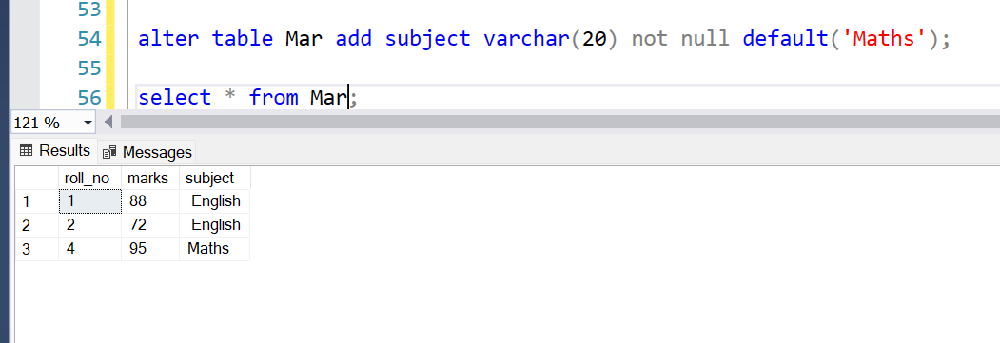 53
54 alter table Mar add subject varchar(20) not null default('Maths');
55
56 select * from Mar;
121 %
Results Messages
roll_no marks subject
1 1 88 English
2 2 72 English
3 4 95 Maths